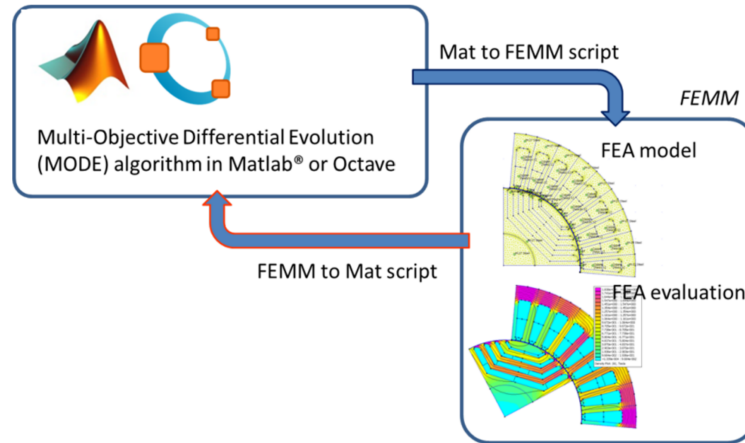 Mat to FEMM script
FEMM
Multi-Objective Differential Evolution
(MODE) algorithm in Matlab® or Octave
FEA model
FEMM to Mat script
FEA evaluation